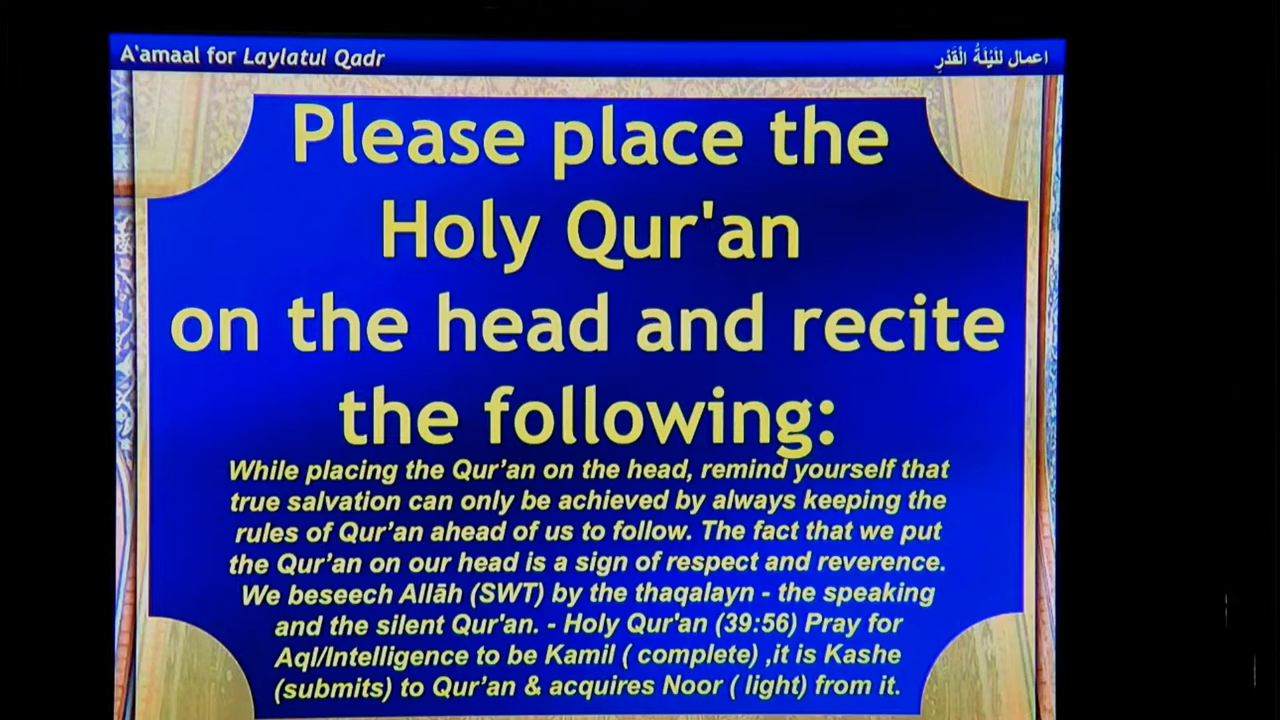 A'amaal for Laylatul Qadr
اعمال لَلَيْلَةُ الْقَدْرِ
Please place the
Holy Qur'an
on the head and recite
the following:
While placing the Qur’an on the head, remind yourself that
true salvation can only be achieved by always keeping the
rules of Qur’an ahead of us to follow. The fact that we put
the Qur’an on our head is a sign of respect and reverence.
We beseech Allāh (SWT) by the thaqalayn - the speaking
and the silent Qur'an. - Holy Qur'an (39:56) Pray for
Aql/Intelligence to be Kamil ( complete) ,it is Kashe
(submits) to Qur’an & acquires Noor ( light) from it.